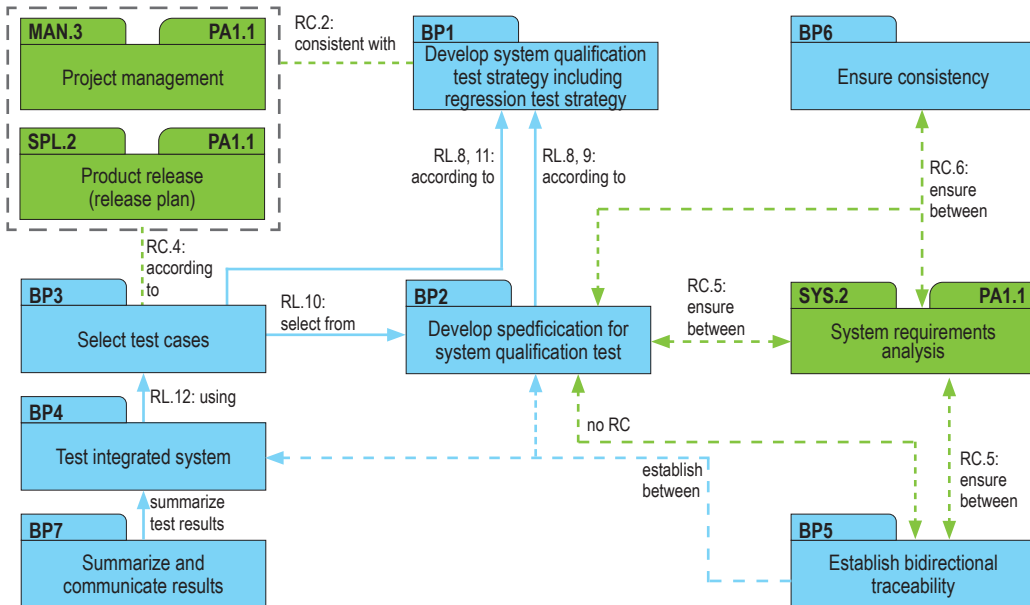 MAN.3 PA1.1
Project management
SPL.2 PA1.1
Product release
(release plan)
RC.2:
consistent with
BP1
Develop system qualification
test strategy including
regression test strategy
BP6
Ensure consistency
RL.8, 11:
according to
RL.8, 9:
according to
RC.6:
ensure
between
RC.4:
according
to
BP3
Select test cases
RL.10:
select from
BP2
Develop spedficication for
system qualification test
RC.5:
ensure
between
SYS.2 PA1.1
System requirements
analysis
RL.12: using
BP4
Test integrated system
no RC
establish
between
RC.5:
ensure
between
summarize
test results
BP7
Summarize and
communicate results
BP5
Establish bidirectional
traceability